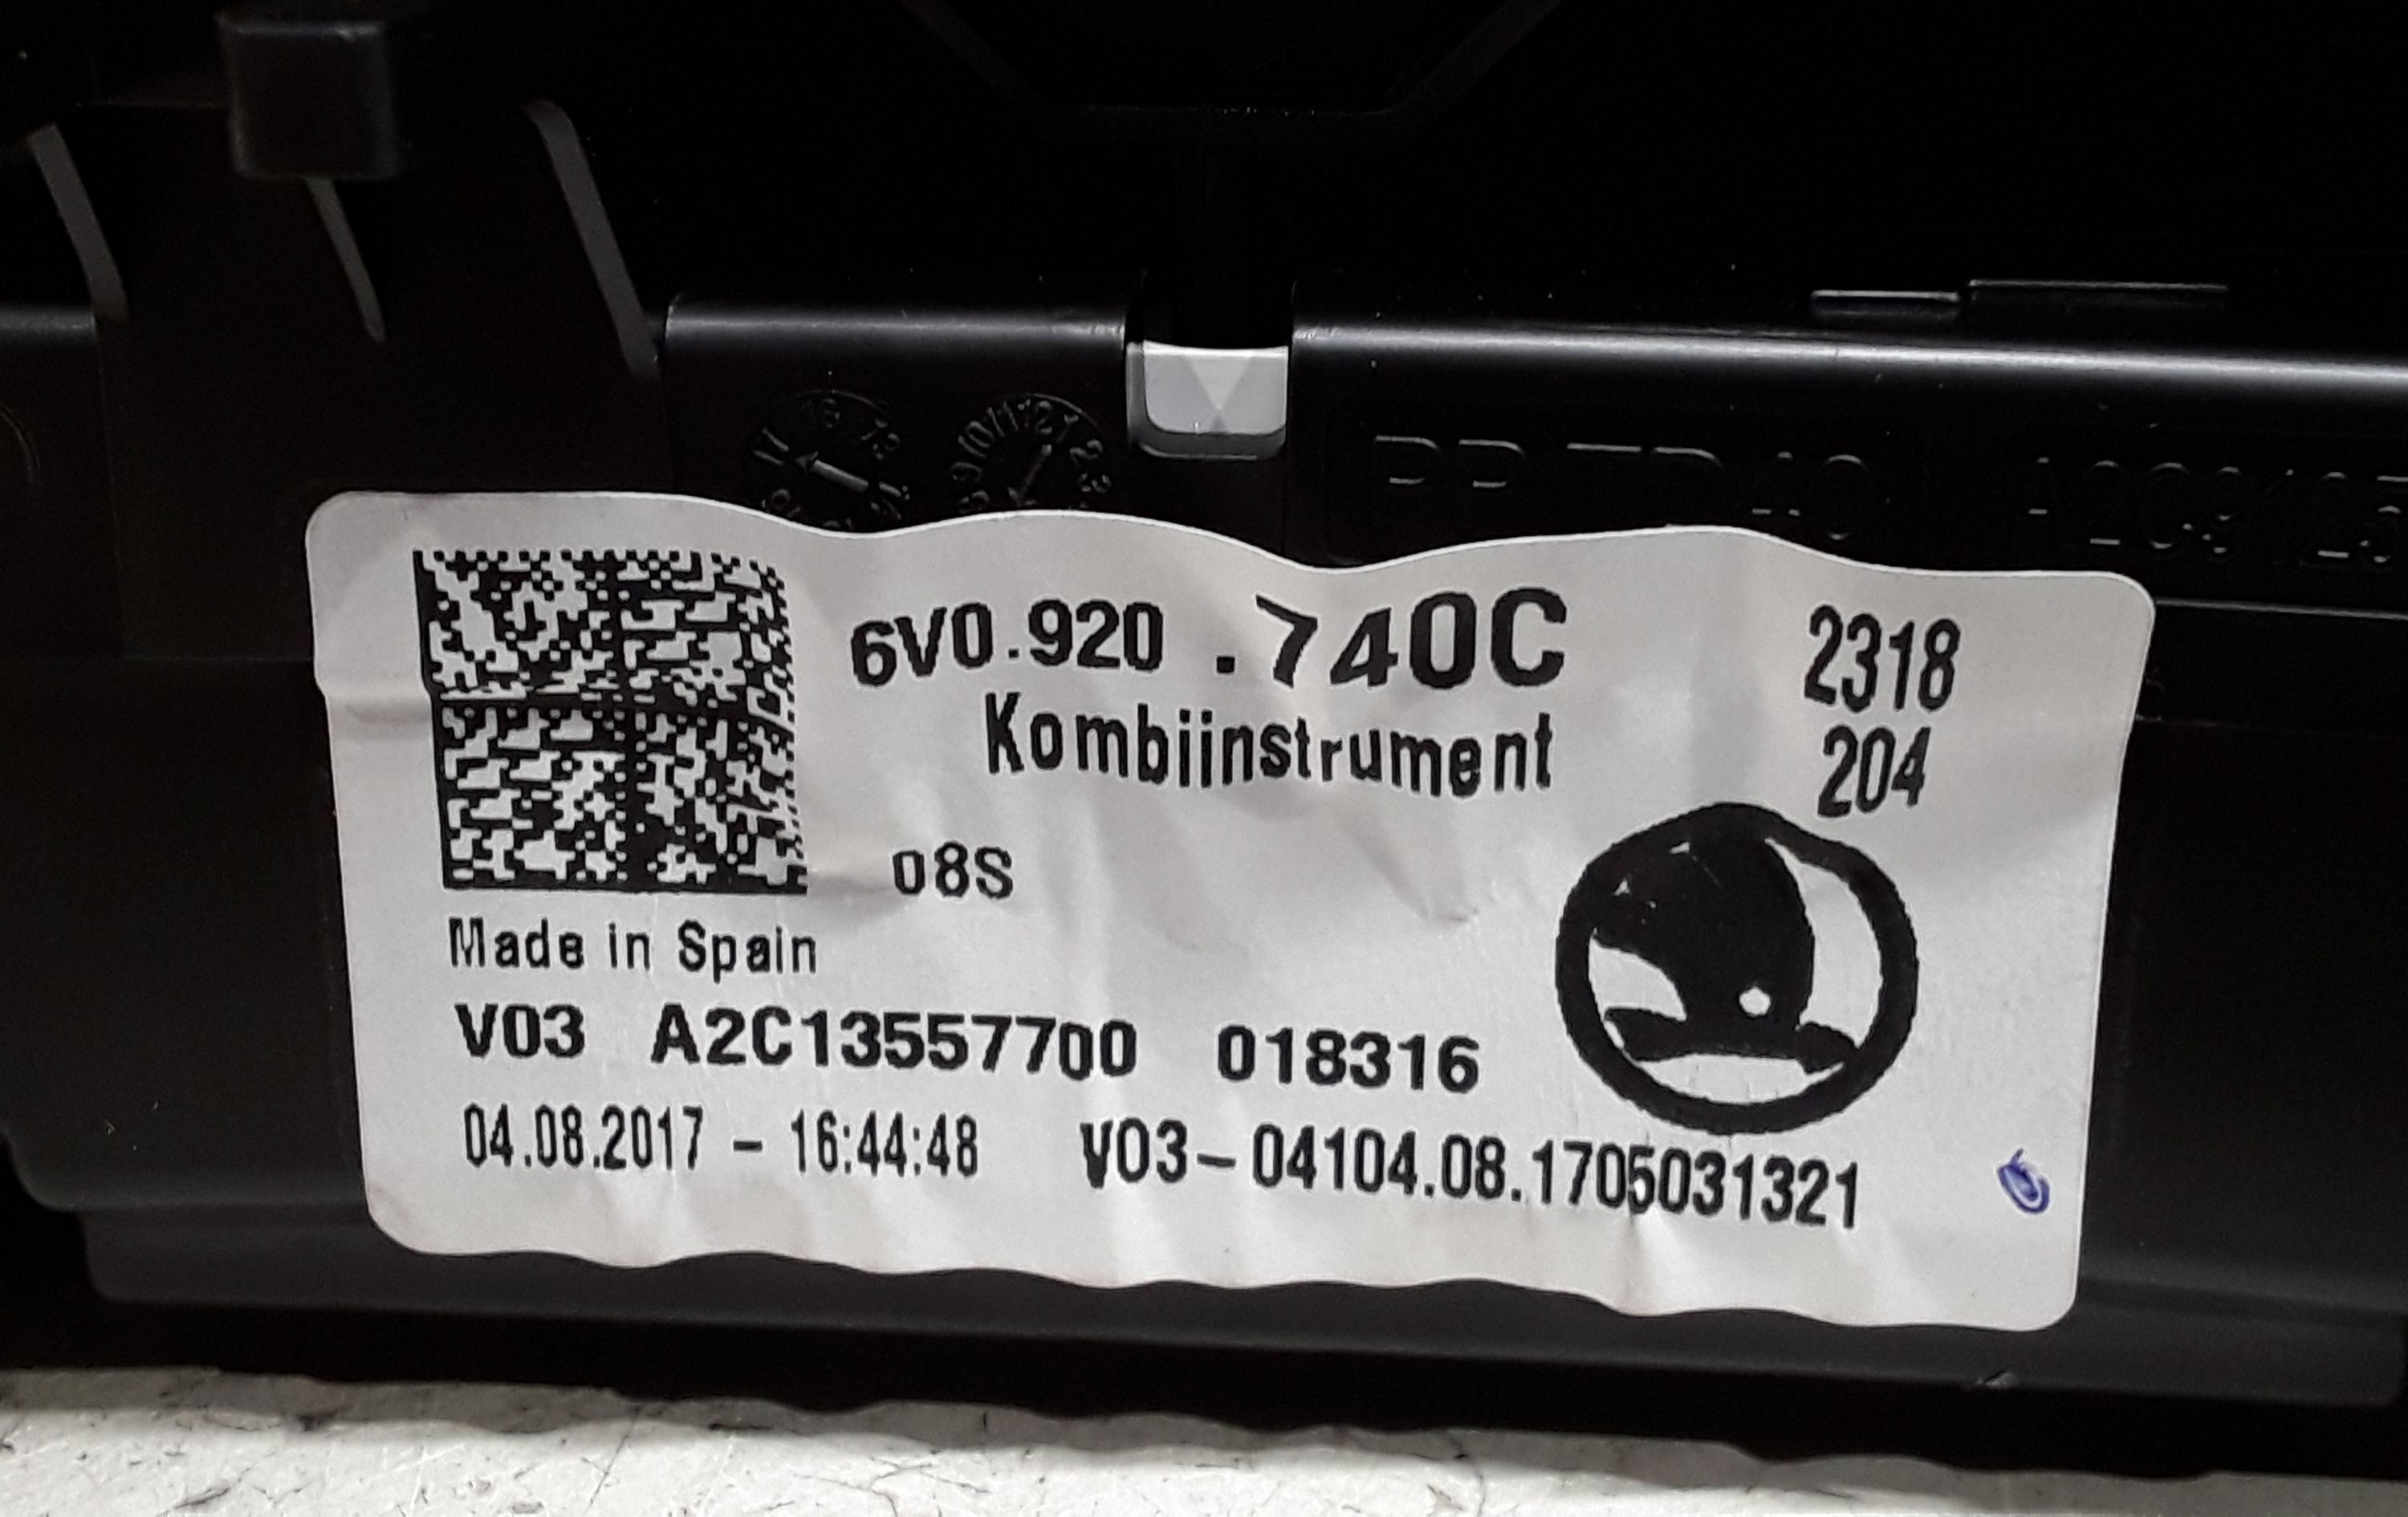 6V0.920 .740C 2318
Kombiinstrument 204
08S
Made in Spain
V03 A2C13557700 018316
04.08.2017 - 16:44:48 V03-04104.08.1705031321